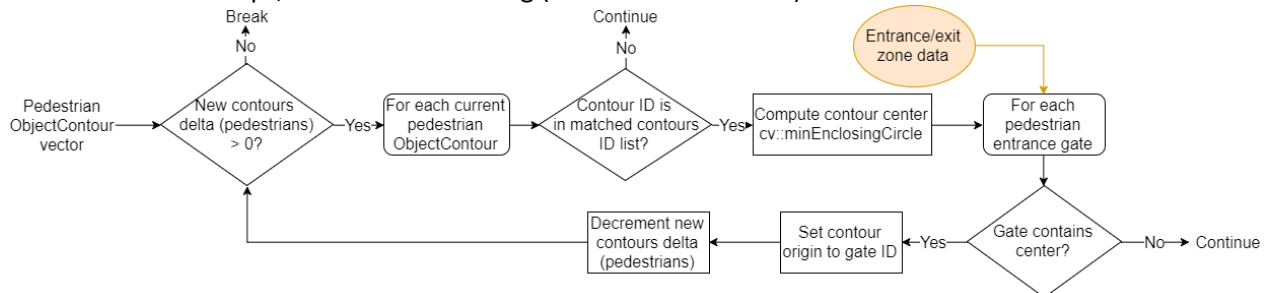 Break
Continue
No
No
Entrance/exit
zone data
Pedestrian
ObjectContour
vector
New contours
delta (pedestrians)
> 0?
Yes
For each current
pedestrian
ObjectContour
Contour ID is
in matched contours
ID list?
Yes
Compute contour center
cv::minEnclosingCircle
For each
pedestrian
entrance gate
Gate contains
center?
No
Continue
Yes
Set contour
origin to gate ID
Decrement new
contours delta
(pedestrians)